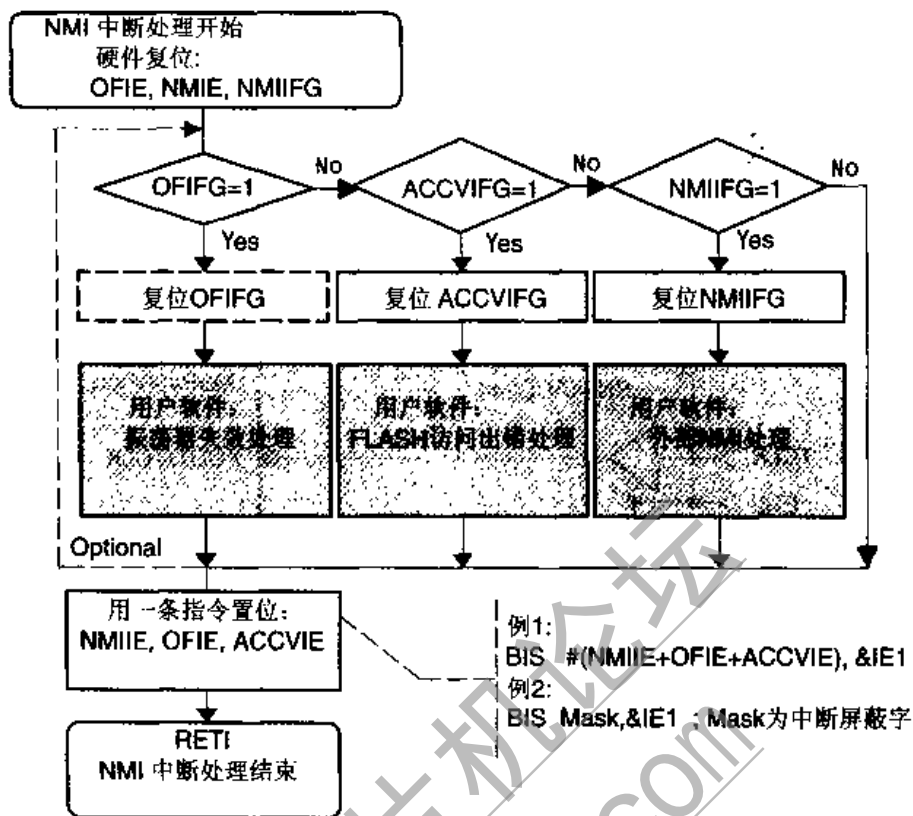 NMI 中断处理开始
硬件复位:
OFIE, NMIE, NMIIFG
OFIFG=1
No
ACCVIFG=1
No
NMIIFG=1
No
Yes
Yes
Yes
复位OFIFG
复位 ACCVIFG
复位NMIIFG
用户软件:
振荡器失效处理
用户软件:
FLASH访问出错处理
用户软件:
外部NMI处理
Optional
用一条指令置位:
NMIIE, OFIE, ACCVIE
例1:
BIS #(NMIIE+OFIE+ACCVIE), &IE1
例2:
BIS Mask,&IE1 ;Mask为中断屏蔽字
RETI
NMI 中断处理结束
片机论坛
.com